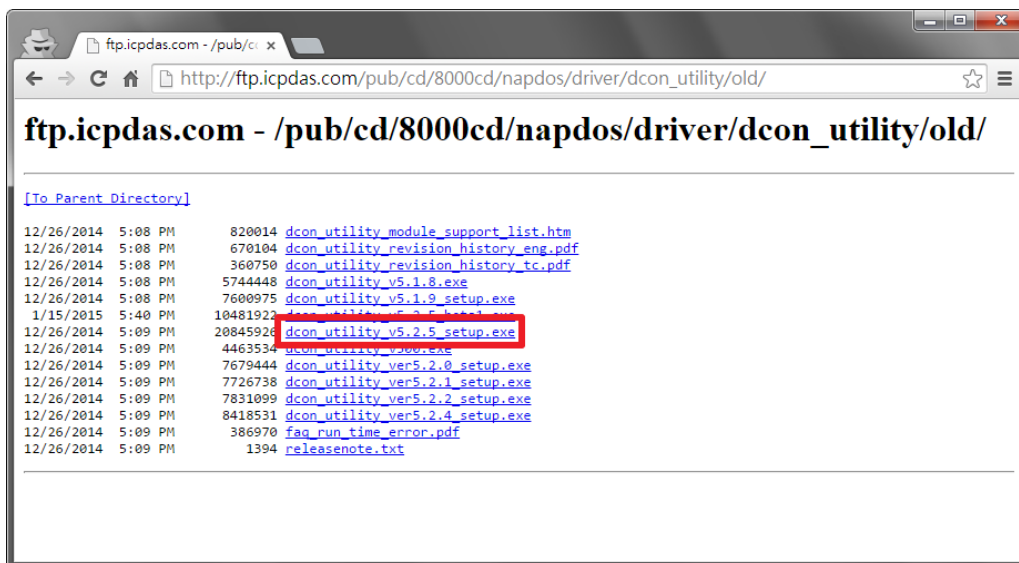 ftp.icpdas.com - /pub/c
http://ftp.icpdas.com/pub/cd/8000cd/napdos/driver/dcon_utility/old/
ftp.icpdas.com - /pub/cd/8000cd/napdos/driver/dcon_utility/old/
[To Parent Directory]
12/26/2014 5:08 PM 820014 dcon_utility_module_support_list.htm
12/26/2014 5:08 PM 670104 dcon_utility_revision_history_eng.pdf
12/26/2014 5:08 PM 360750 dcon_utility_revision_history_tc.pdf
12/26/2014 5:08 PM 5744448 dcon_utility_v5.1.8.exe
12/26/2014 5:08 PM 7600975 dcon_utility_v5.1.9_setup.exe
1/15/2015 5:40 PM 10481922 dcon_utility_v5.2.5_beta1.exe
12/26/2014 5:09 PM 20845926 dcon_utility_v5.2.5_setup.exe
12/26/2014 5:09 PM 4463534 dcon_utility_v500.exe
12/26/2014 5:09 PM 7679444 dcon_utility_ver5.2.0_setup.exe
12/26/2014 5:09 PM 7726738 dcon_utility_ver5.2.1_setup.exe
12/26/2014 5:09 PM 7831099 dcon_utility_ver5.2.2_setup.exe
12/26/2014 5:09 PM 8418531 dcon_utility_ver5.2.4_setup.exe
12/26/2014 5:09 PM 386970 faq_run_time_error.pdf
12/26/2014 5:09 PM 1394 releasenote.txt